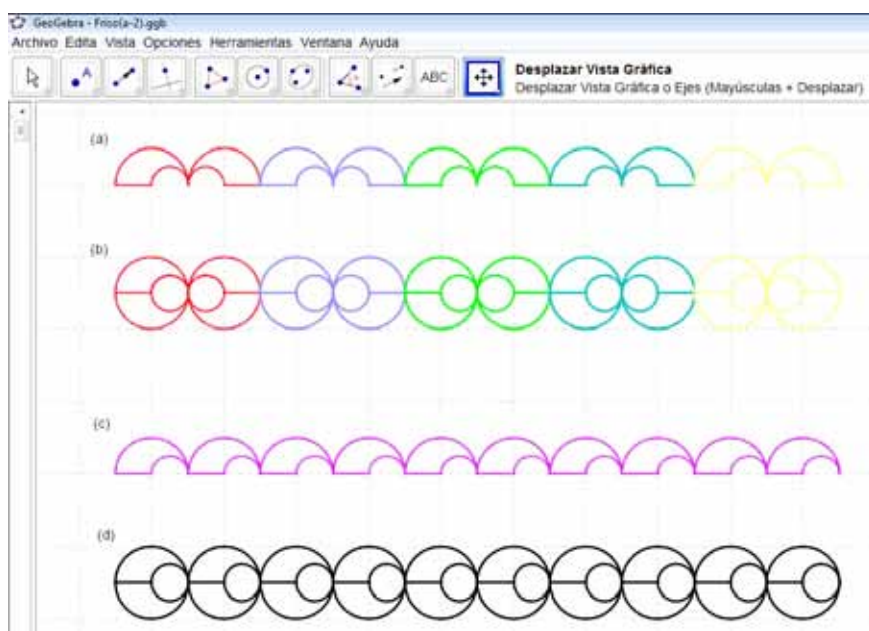 GeoGebra - Friso(a-2).ggb
Archivo Edita Vista Opciones Herramientas Ventana Ayuda
A
ABC
Desplazar Vista Gráfica
Desplazar Vista Gráfica o Ejes (Mayúsculas + Desplazar)
(a)
(b)
(c)
(d)